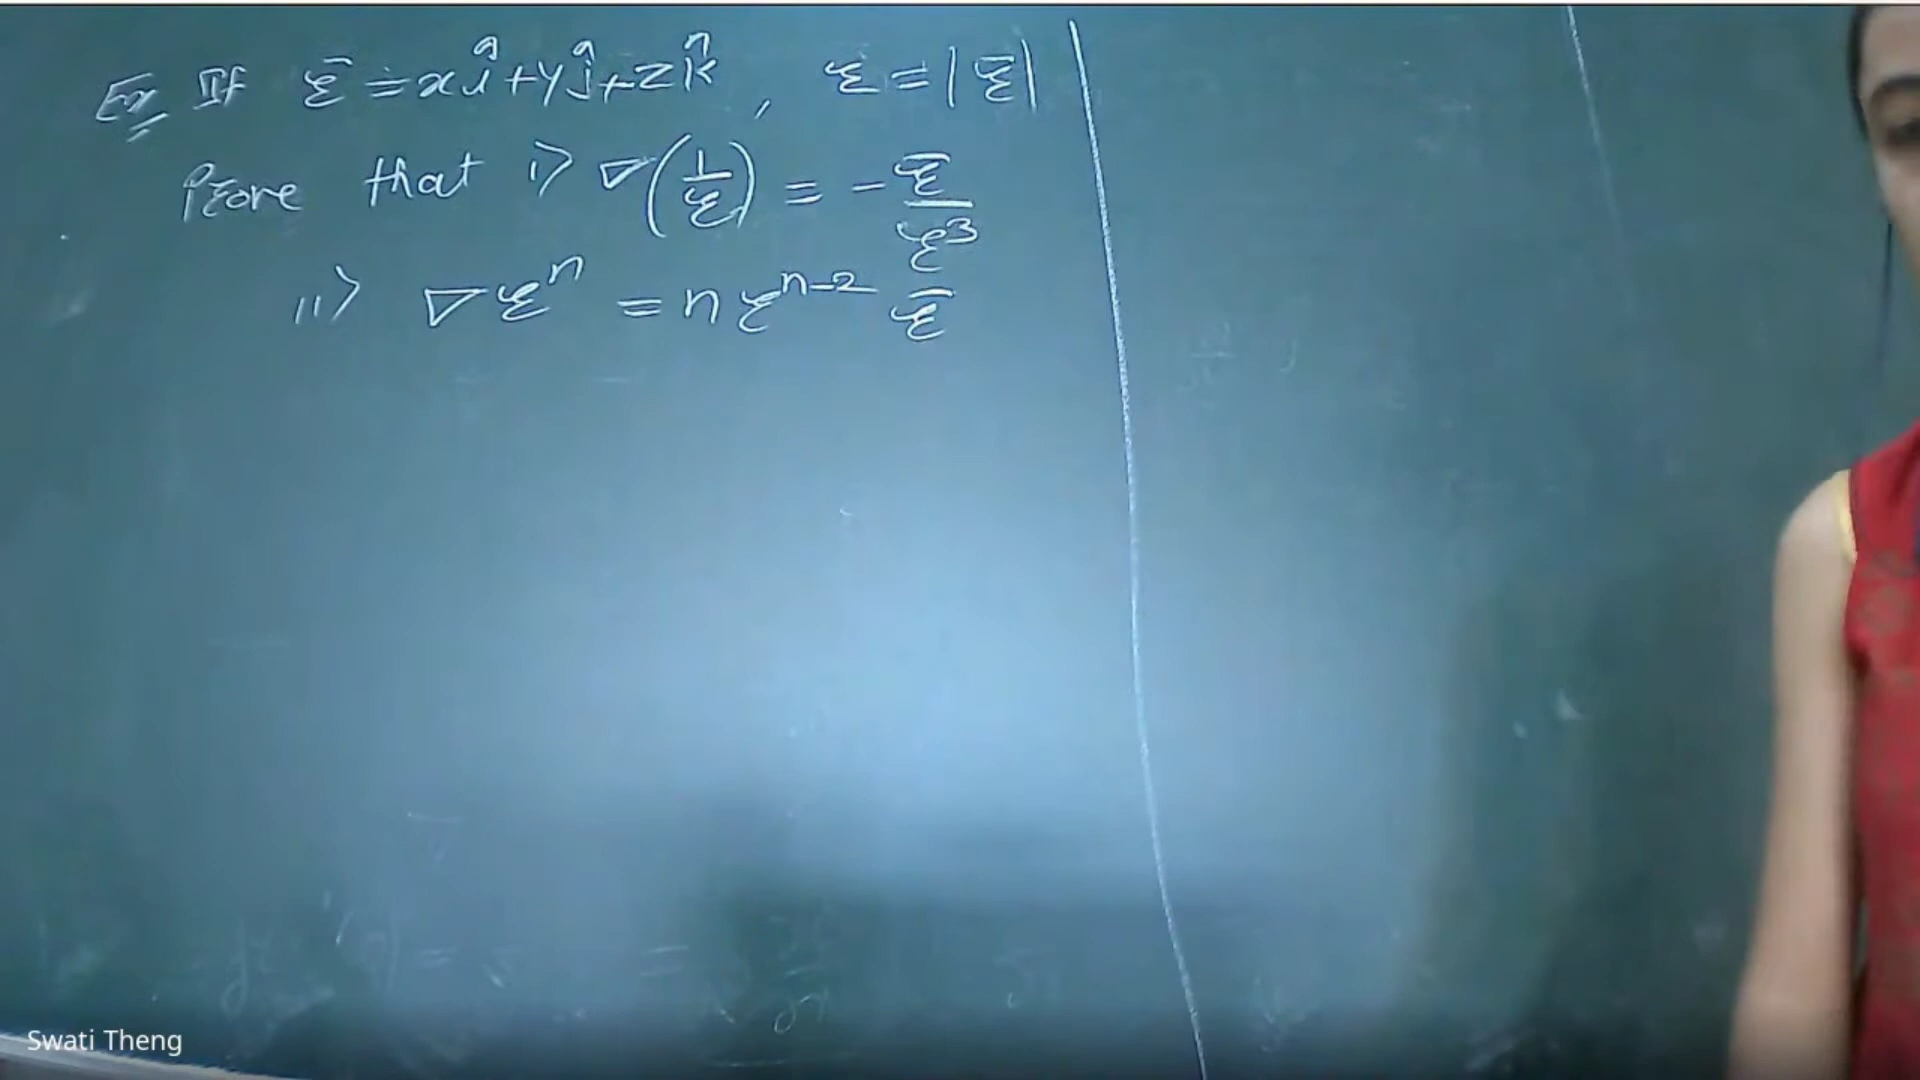 Ex If r̄ = xî + yĵ + zk̂, r = |r̄|
Prove that i) ∇(1/r) = - r̄/r³
ii) ∇rⁿ = n rⁿ⁻² r̄
Swati Theng